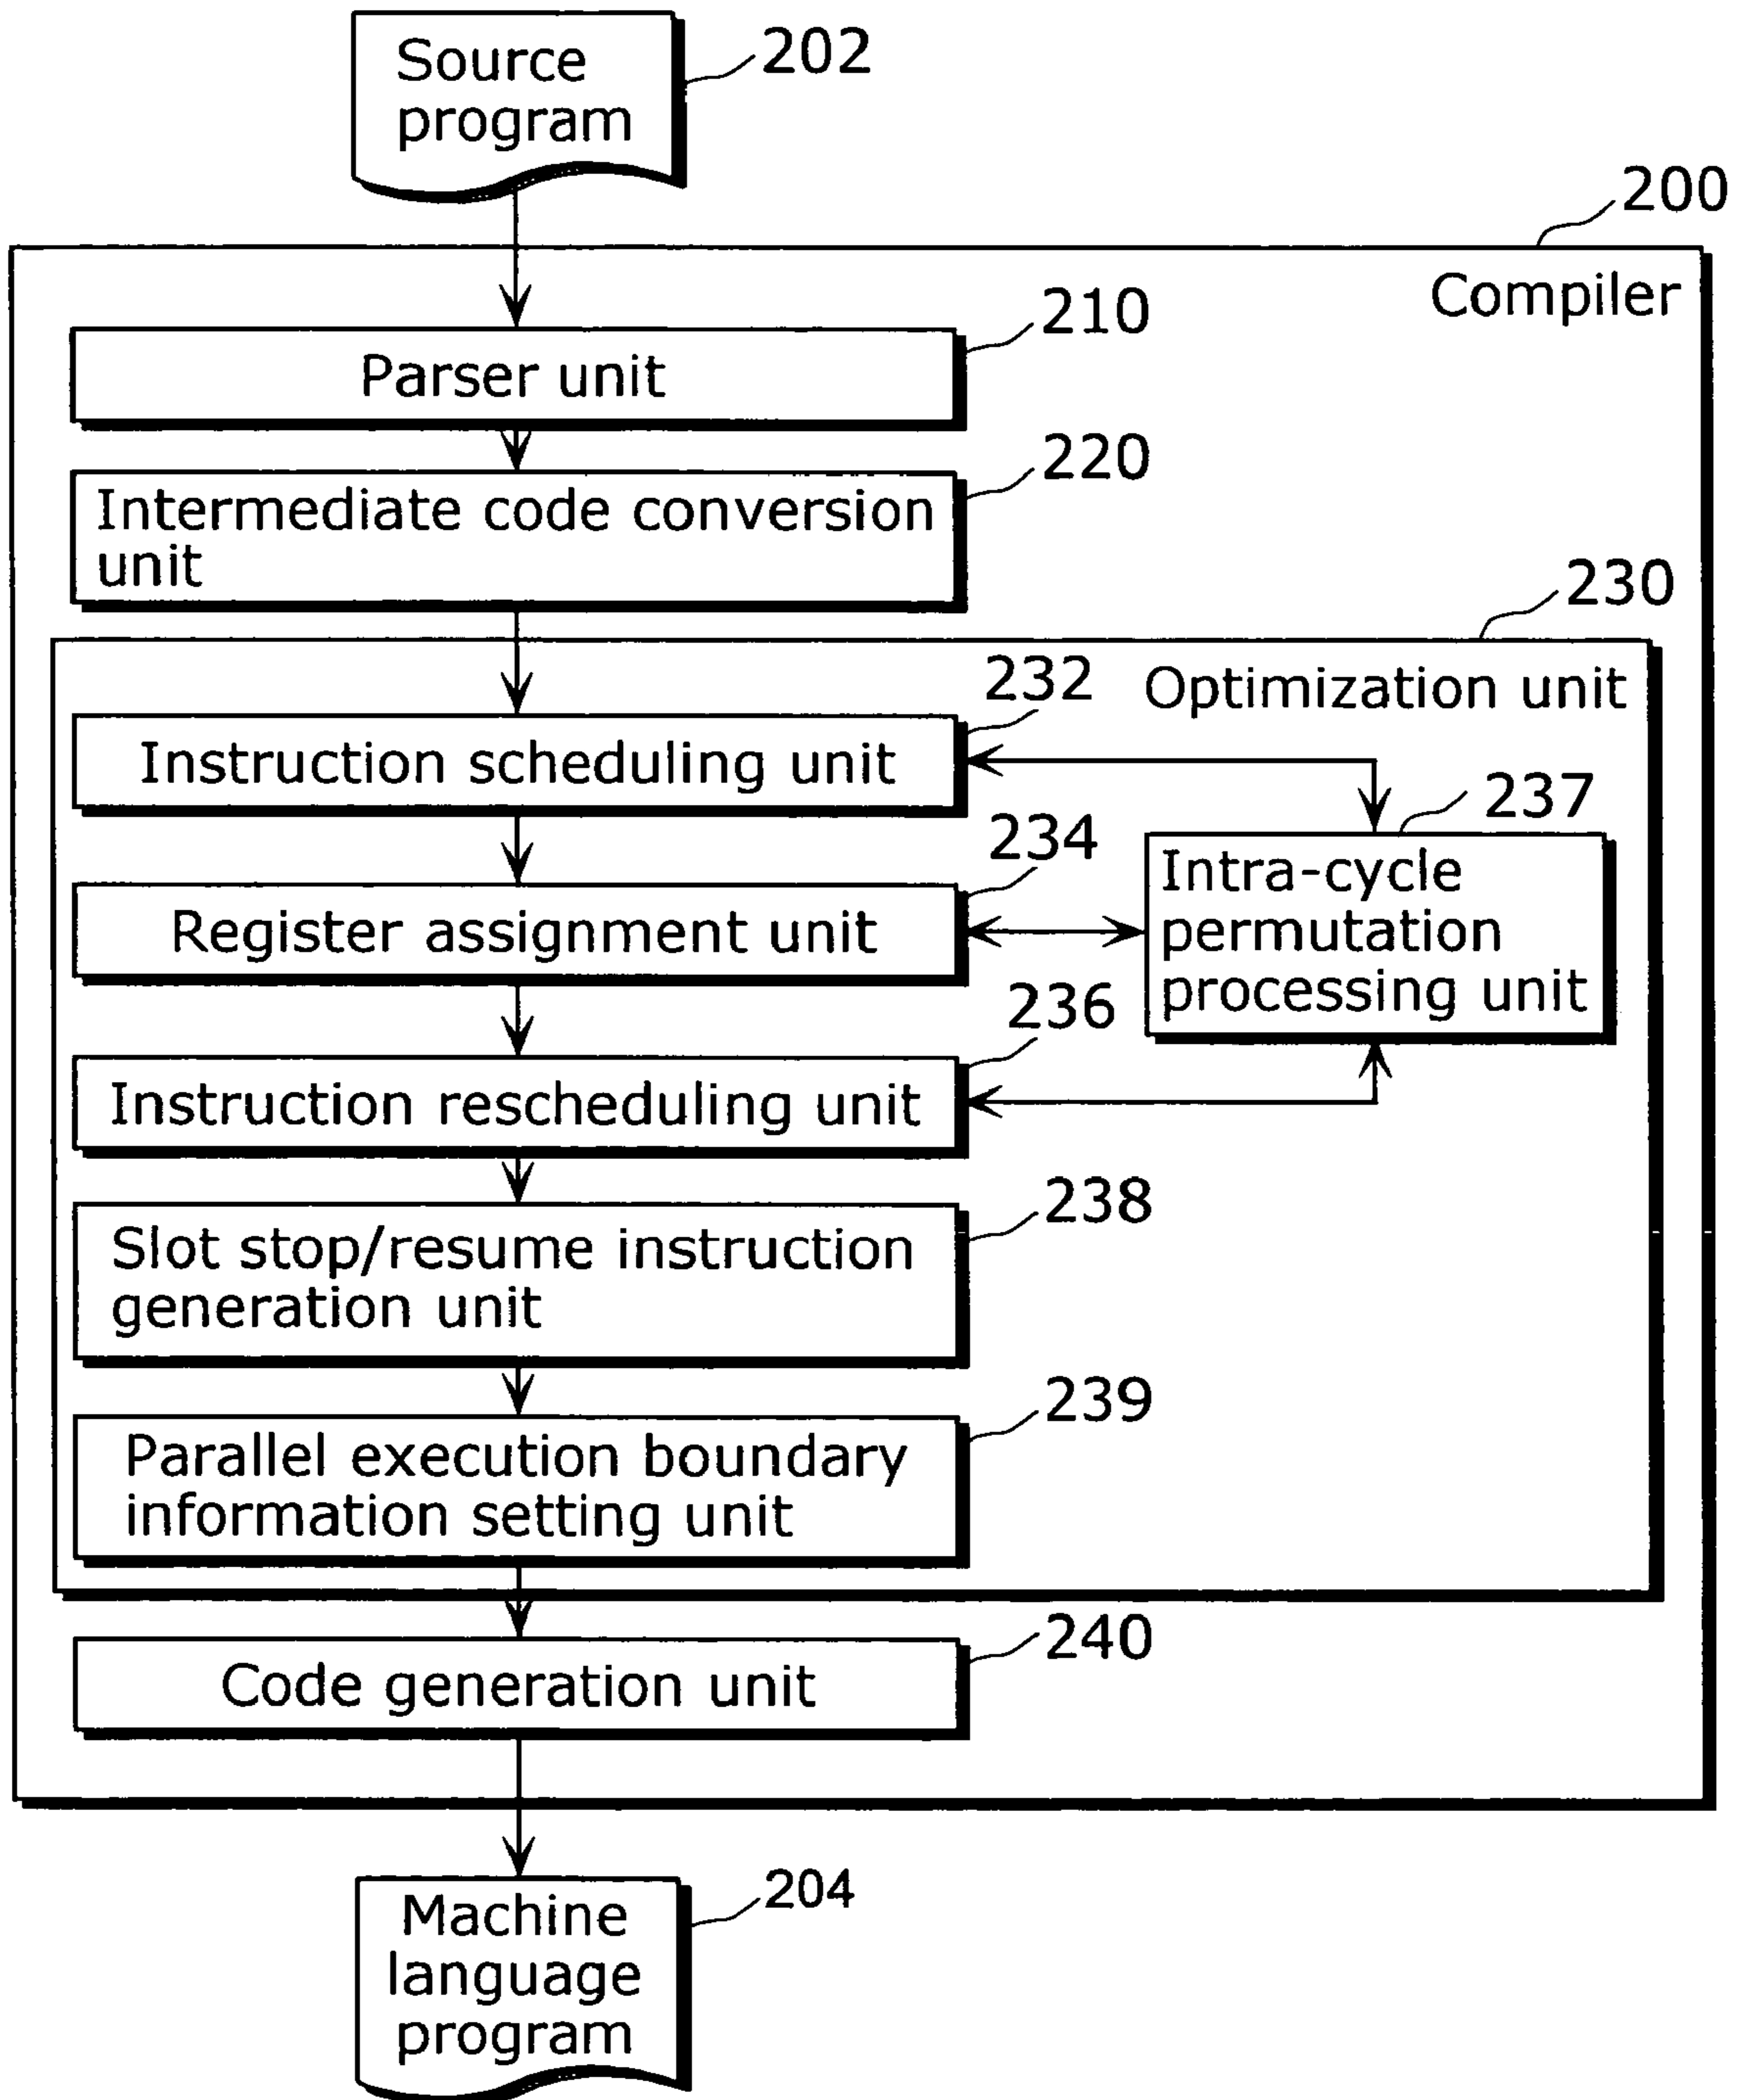 Source
program
202
200
Compiler
210
Parser unit
220
Intermediate code conversion
unit
230
Optimization unit
232
Instruction scheduling unit
237
Intra-cycle
permutation
processing unit
234
Register assignment unit
236
Instruction rescheduling unit
238
Slot stop/resume instruction
generation unit
239
Parallel execution boundary
information setting unit
240
Code generation unit
204
Machine
language
program